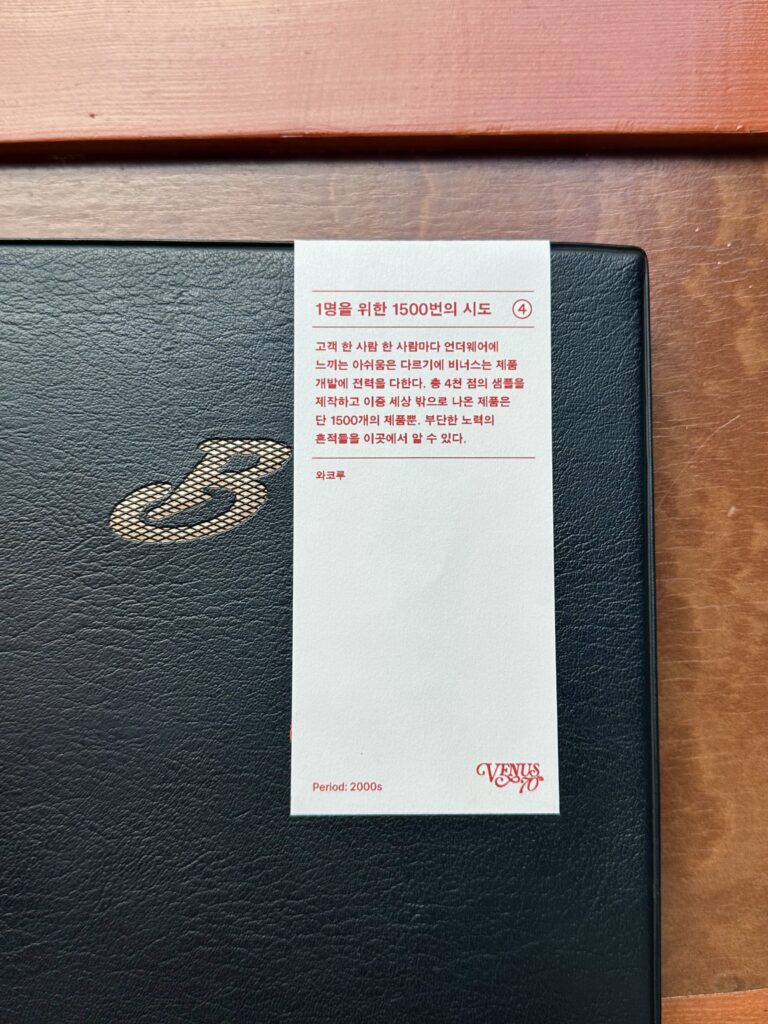 1명을 위한 1500번의 시도 ④
고객 한 사람 한 사람마다 언더웨어에
느끼는 아쉬움은 다르기에 비너스는 제품
개발에 전력을 다한다. 총 4천 점의 샘플을
제작하고 이중 세상 밖으로 나온 제품은
단 1500개의 제품뿐. 부단한 노력의
흔적들을 이곳에서 알 수 있다.
와코루
B
Period: 2000s
VENUS
70